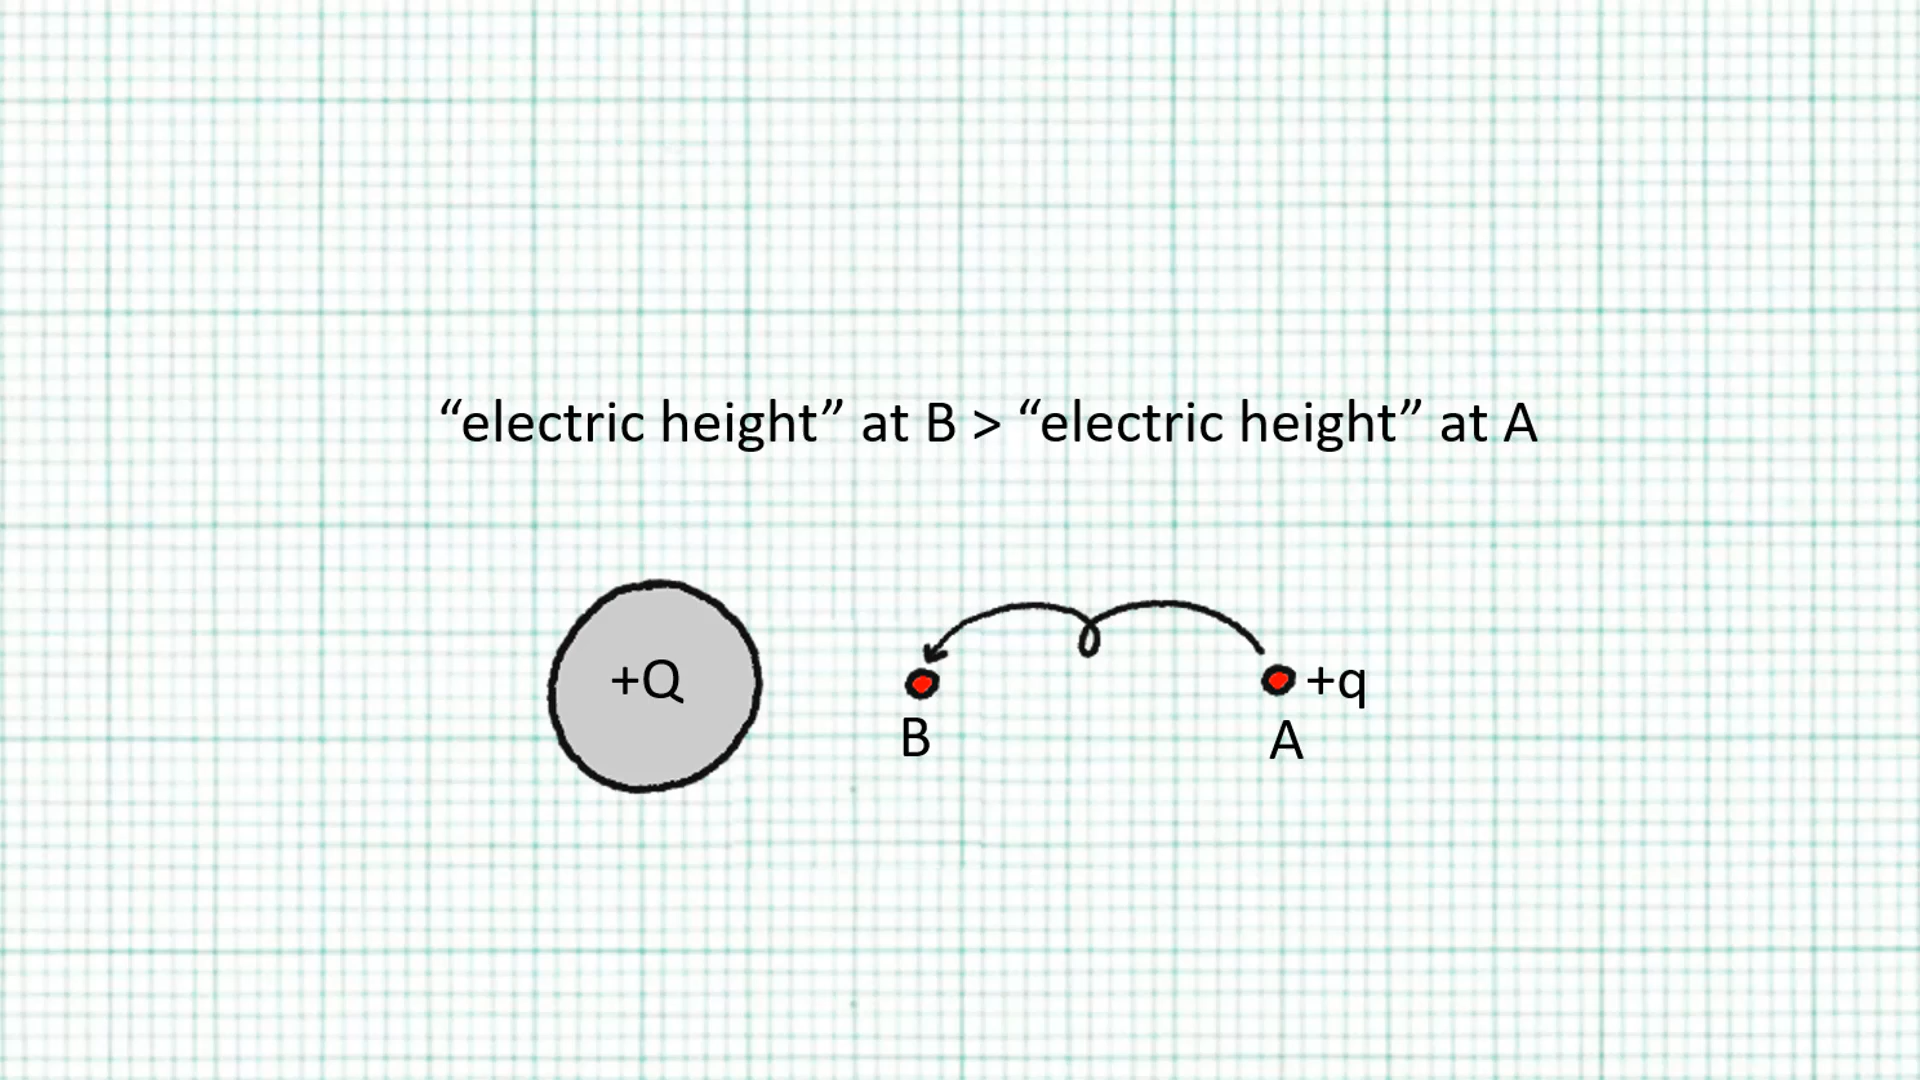 “electric height” at B > “electric height” at A
+Q
+q
B
A